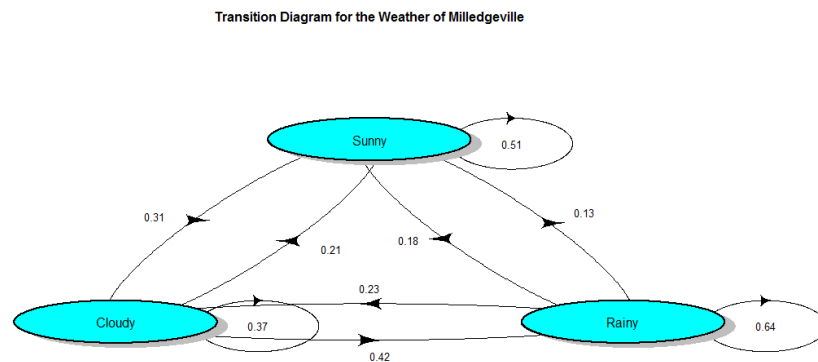 Transition Diagram for the Weather of Milledgeville
Sunny
0.51
0.31
0.13
0.21
0.18
0.23
Cloudy
0.37
Rainy
0.64
0.42